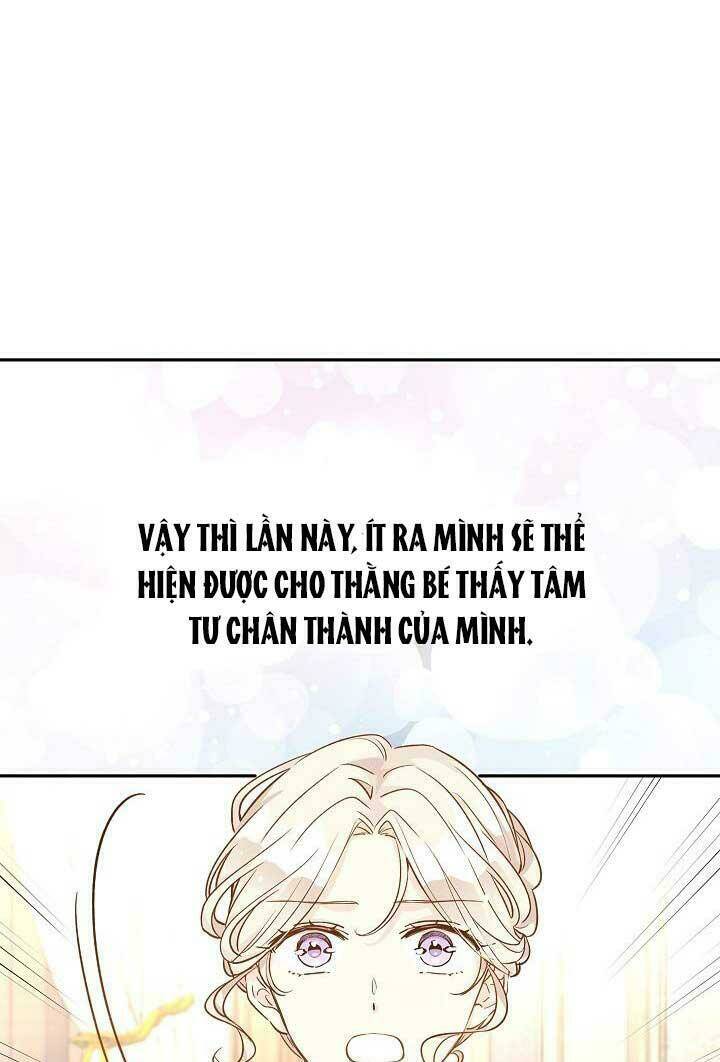 VẬY THÌ LẦN NÀY, ÍT RA MÌNH SẼ THỂ
HIỆN ĐƯỢC CHO THẰNG BÉ THẤY TÂM
TƯ CHÂN THÀNH CỦA MÌNH.